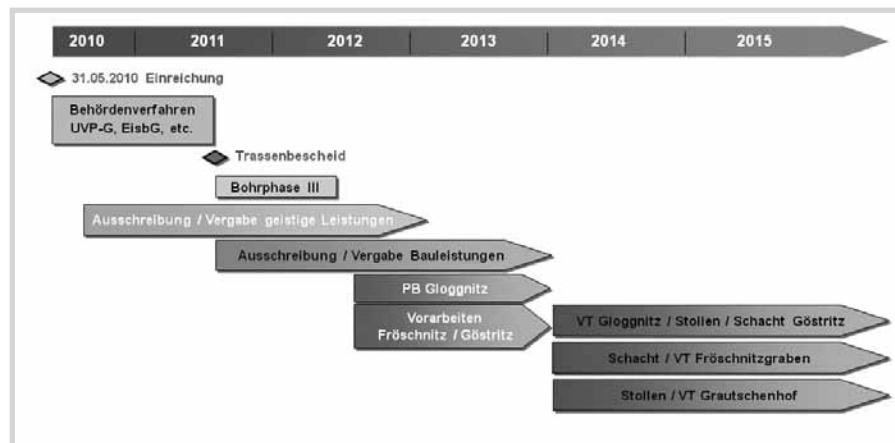 2010 2011 2012 2013 2014 2015
31.05.2010 Einreichung
Behördenverfahren
UVP-G, EisbG, etc.
Trassenbescheid
Bohrphase III
Ausschreibung / Vergabe geistige Leistungen
Ausschreibung / Vergabe Bauleistungen
PB Gloggnitz
Vorarbeiten
Fröschnitz / Göstritz
VT Gloggnitz / Stollen / Schacht Göstritz
Schacht / VT Fröschnitzgraben
Stollen / VT Grautschenhof